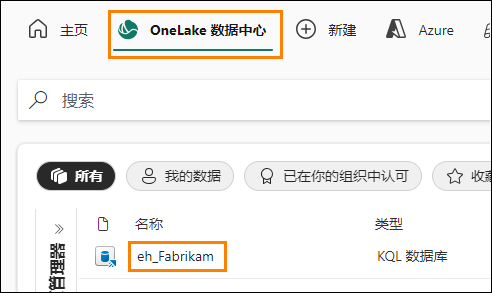 主页 OneLake 数据中心 新建 Azure
搜索
所有 我的数据 已在你的组织中认可 收藏
名称 类型
eh_Fabrikam KQL 数据库
管理器